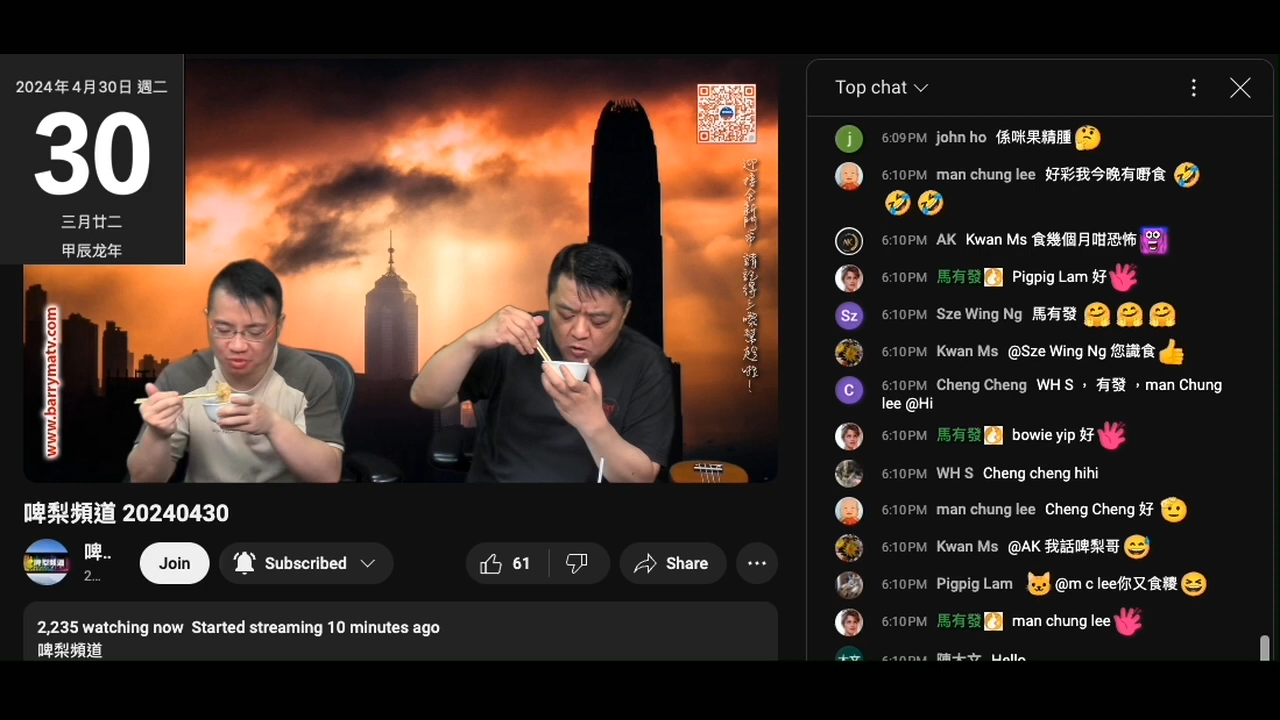 2024年4月30日 週二
30
三月廿二
甲辰龙年
www.barrymatv.com
啤梨頻道 20240430
啤..
2...
Join
Subscribed
61
Share
2,235 watching now Started streaming 10 minutes ago
啤梨頻道
Top chat
6:09PM john ho 係咪果精腫🤔
6:10PM man chung lee 好彩我今晚有嘢食 🤣
🤣 🤣
6:10PM AK Kwan Ms 食幾個月咁恐怖
6:10PM 馬有發 Pigpig Lam 好
6:10PM Sze Wing Ng 馬有發 🤗 🤗 🤗
6:10PM Kwan Ms @Sze Wing Ng 您識食👍
6:10PM Cheng Cheng WH S ， 有發 ，man Chung
lee @Hi
6:10PM 馬有發 bowie yip 好
6:10PM WH S Cheng cheng hihi
6:10PM man chung lee Cheng Cheng 好 🫡
6:10PM Kwan Ms @AK 我話啤梨哥 😅
6:10PM Pigpig Lam 🐱 @m c lee你又食糭 😆
6:10PM 馬有發 man chung lee
6:10PM 陳大文 Hello